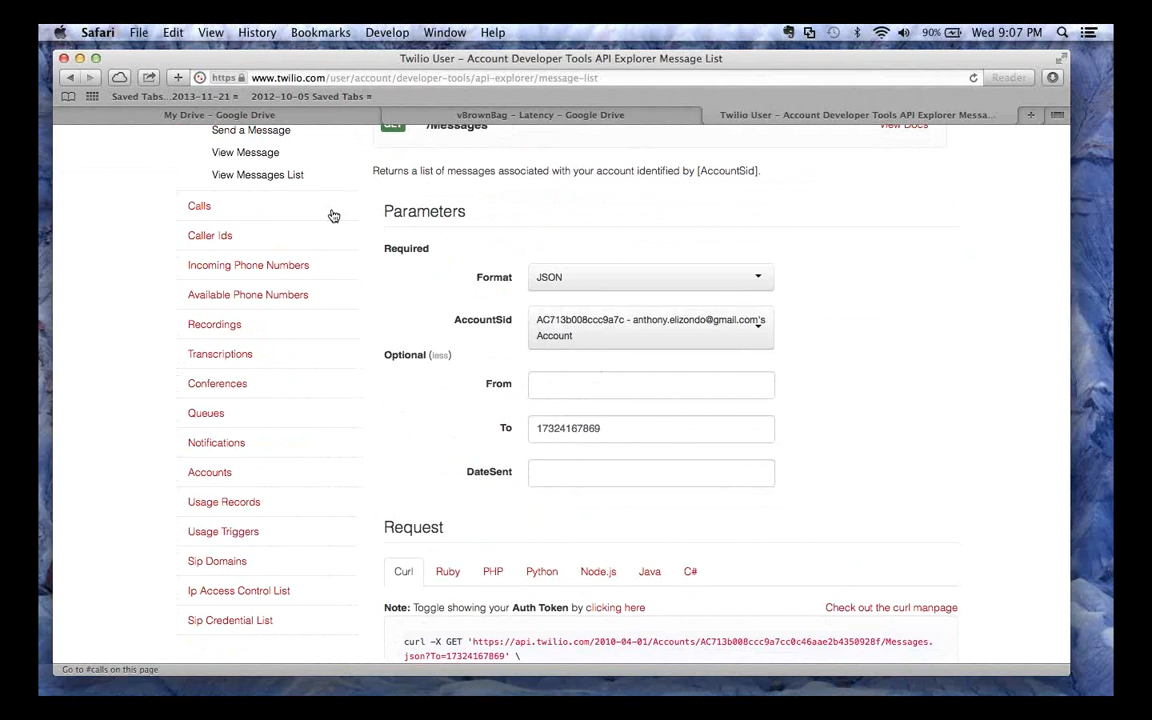 Safari File Edit View History Bookmarks Develop Window Help 90% Wed 9:07 PM
Twilio User – Account Developer Tools API Explorer Message List
https www.twilio.com/user/account/developer-tools/api-explorer/message-list Reader
Saved Tabs...2013-11-21 2012-10-05 Saved Tabs
My Drive – Google Drive vBrownBag – Latency – Google Drive Twilio User – Account Developer Tools API Explorer Messa...
Send a Message
GET /Messages View Docs
View Message
View Messages List
Returns a list of messages associated with your account identified by [AccountSid].
Calls
Caller Ids
Incoming Phone Numbers
Available Phone Numbers
Recordings
Transcriptions
Conferences
Queues
Notifications
Accounts
Usage Records
Usage Triggers
Sip Domains
Ip Access Control List
Sip Credential List
Parameters
Required
Format JSON
AccountSid AC713b008ccc9a7c - anthony.elizondo@gmail.com's
Account
Optional (less)
From
To 17324167869
DateSent
Request
Curl Ruby PHP Python Node.js Java C#
Note: Toggle showing your Auth Token by clicking here Check out the curl manpage
curl -X GET 'https://api.twilio.com/2010-04-01/Accounts/AC713b008ccc9a7cc0c46aae2b4350928f/Messages.
json?To=17324167869' \
Go to #calls on this page